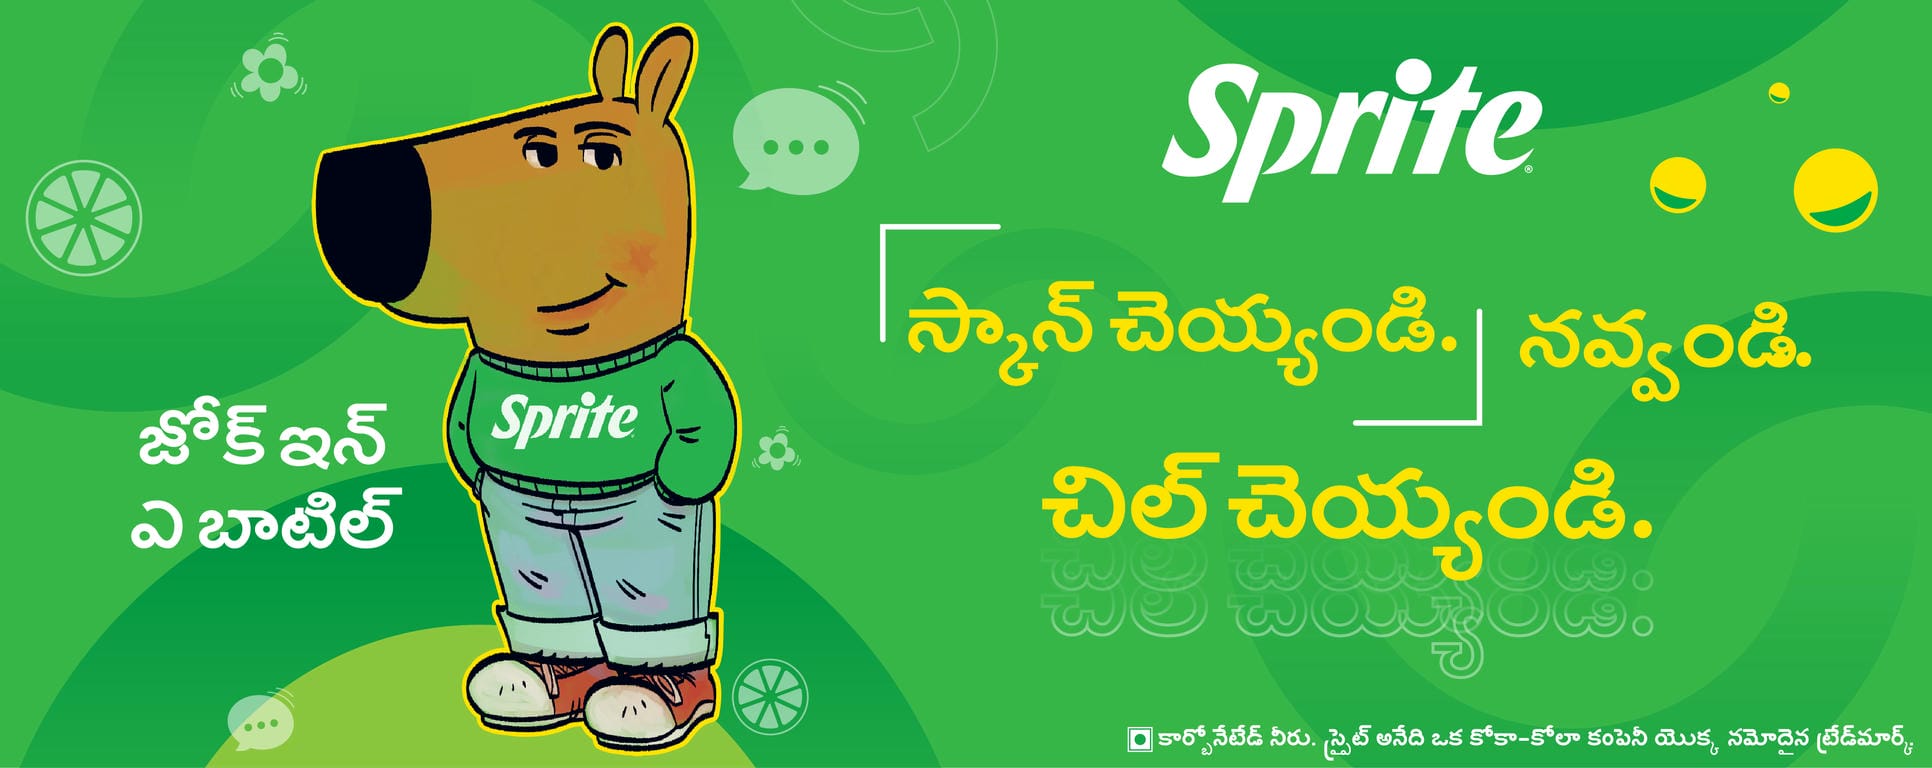 Sprite
స్కాన్ చెయ్యండి. నవ్వండి.
చిల్ చెయ్యండి.
చిల్ చెయ్యండి.
చిల్ చెయ్యండి.
Sprite
జోక్ ఇన్
ఎ బాటిల్
కార్బోనేటేడ్ నీరు. స్ప్రైట్ అనేది ఒక కోకా-కోలా కంపెనీ యొక్క నమోదైన ట్రేడ్‌మార్క్.